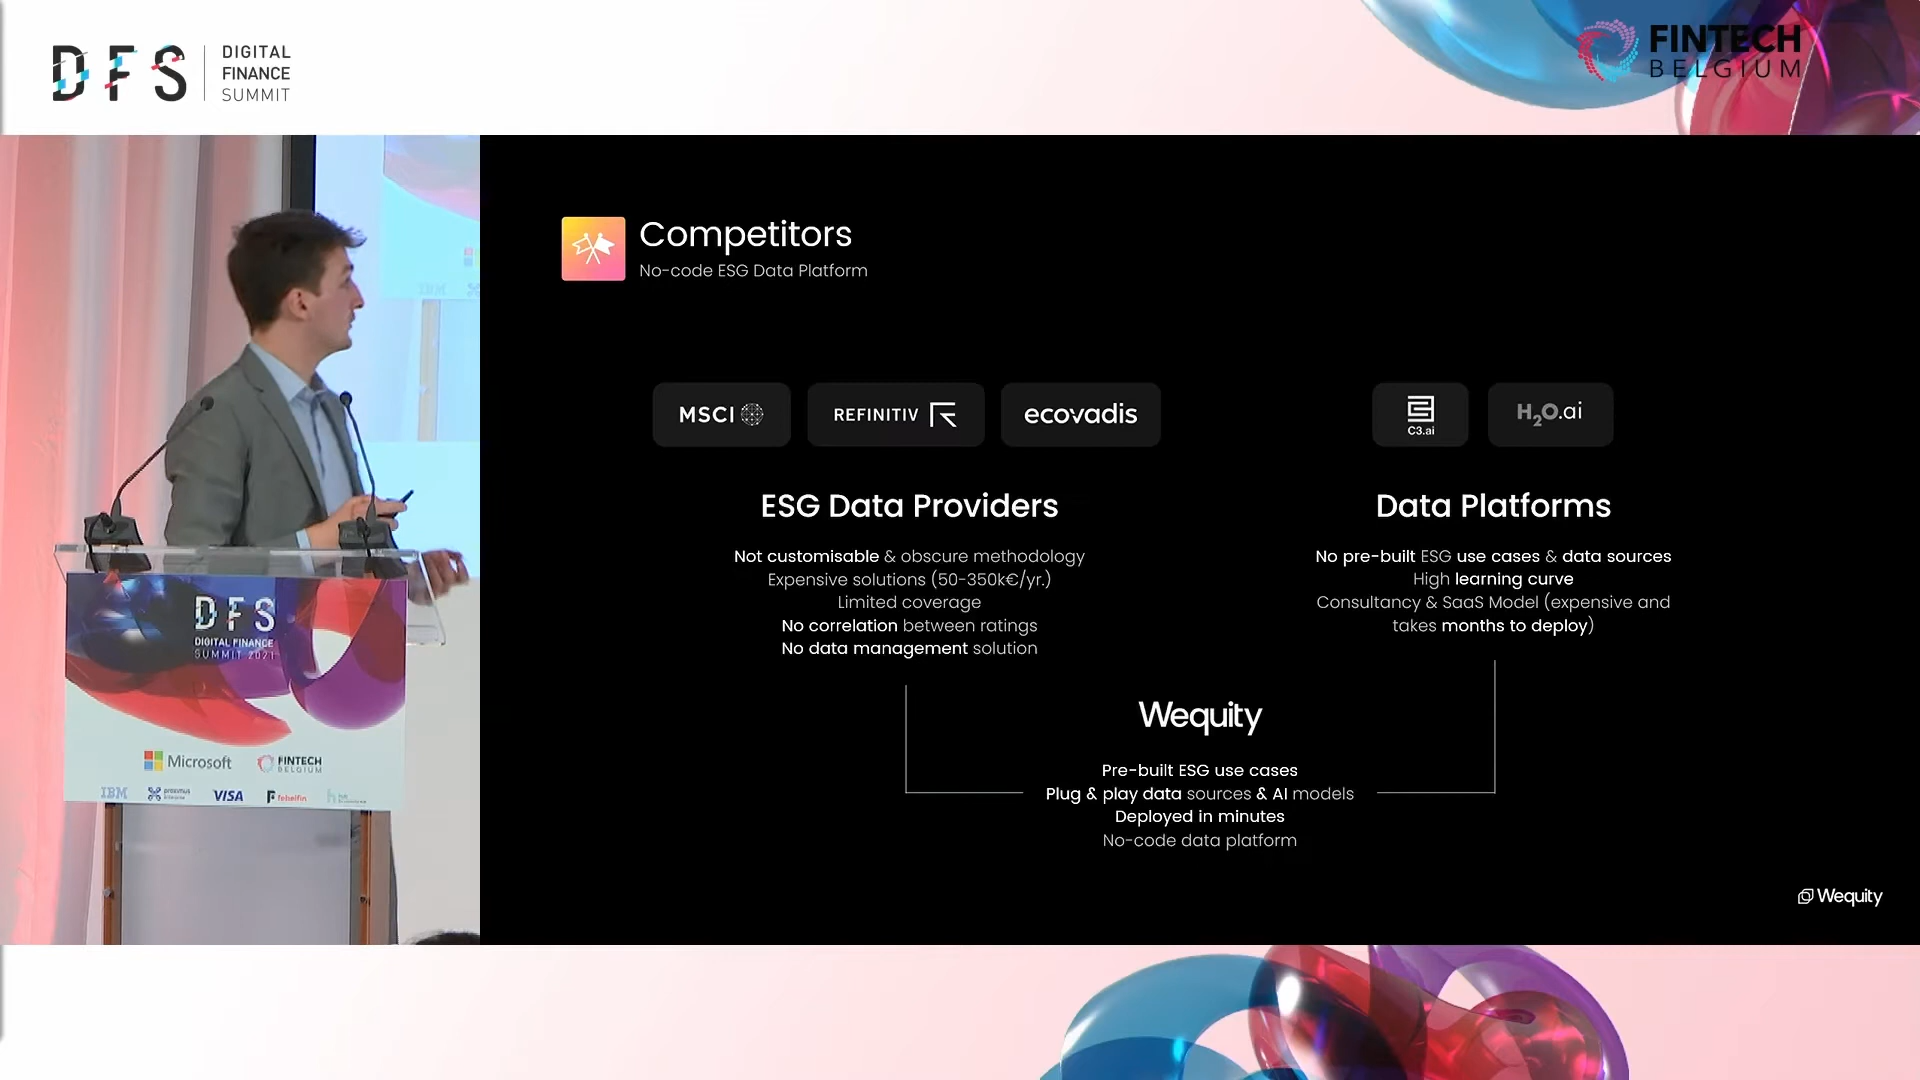 DFS
DIGITAL
FINANCE
SUMMIT
FINTECH
BELGIUM
Competitors
No-code ESG Data Platform
MSCI
REFINITIV
ecovadis
C3.ai
H2O.ai
ESG Data Providers
Not customisable & obscure methodology
Expensive solutions (50-350k€/yr.)
Limited coverage
No correlation between ratings
No data management solution
Data Platforms
No pre-built ESG use cases & data sources
High learning curve
Consultancy & SaaS Model (expensive and
takes months to deploy)
Wequity
Pre-built ESG use cases
Plug & play data sources & AI models
Deployed in minutes
No-code data platform
Wequity
DFS
DIGITAL FINANCE
SUMMIT 2021
Microsoft
FINTECH
BELGIUM
IBM
proximus
VISA
febelfin
IBM